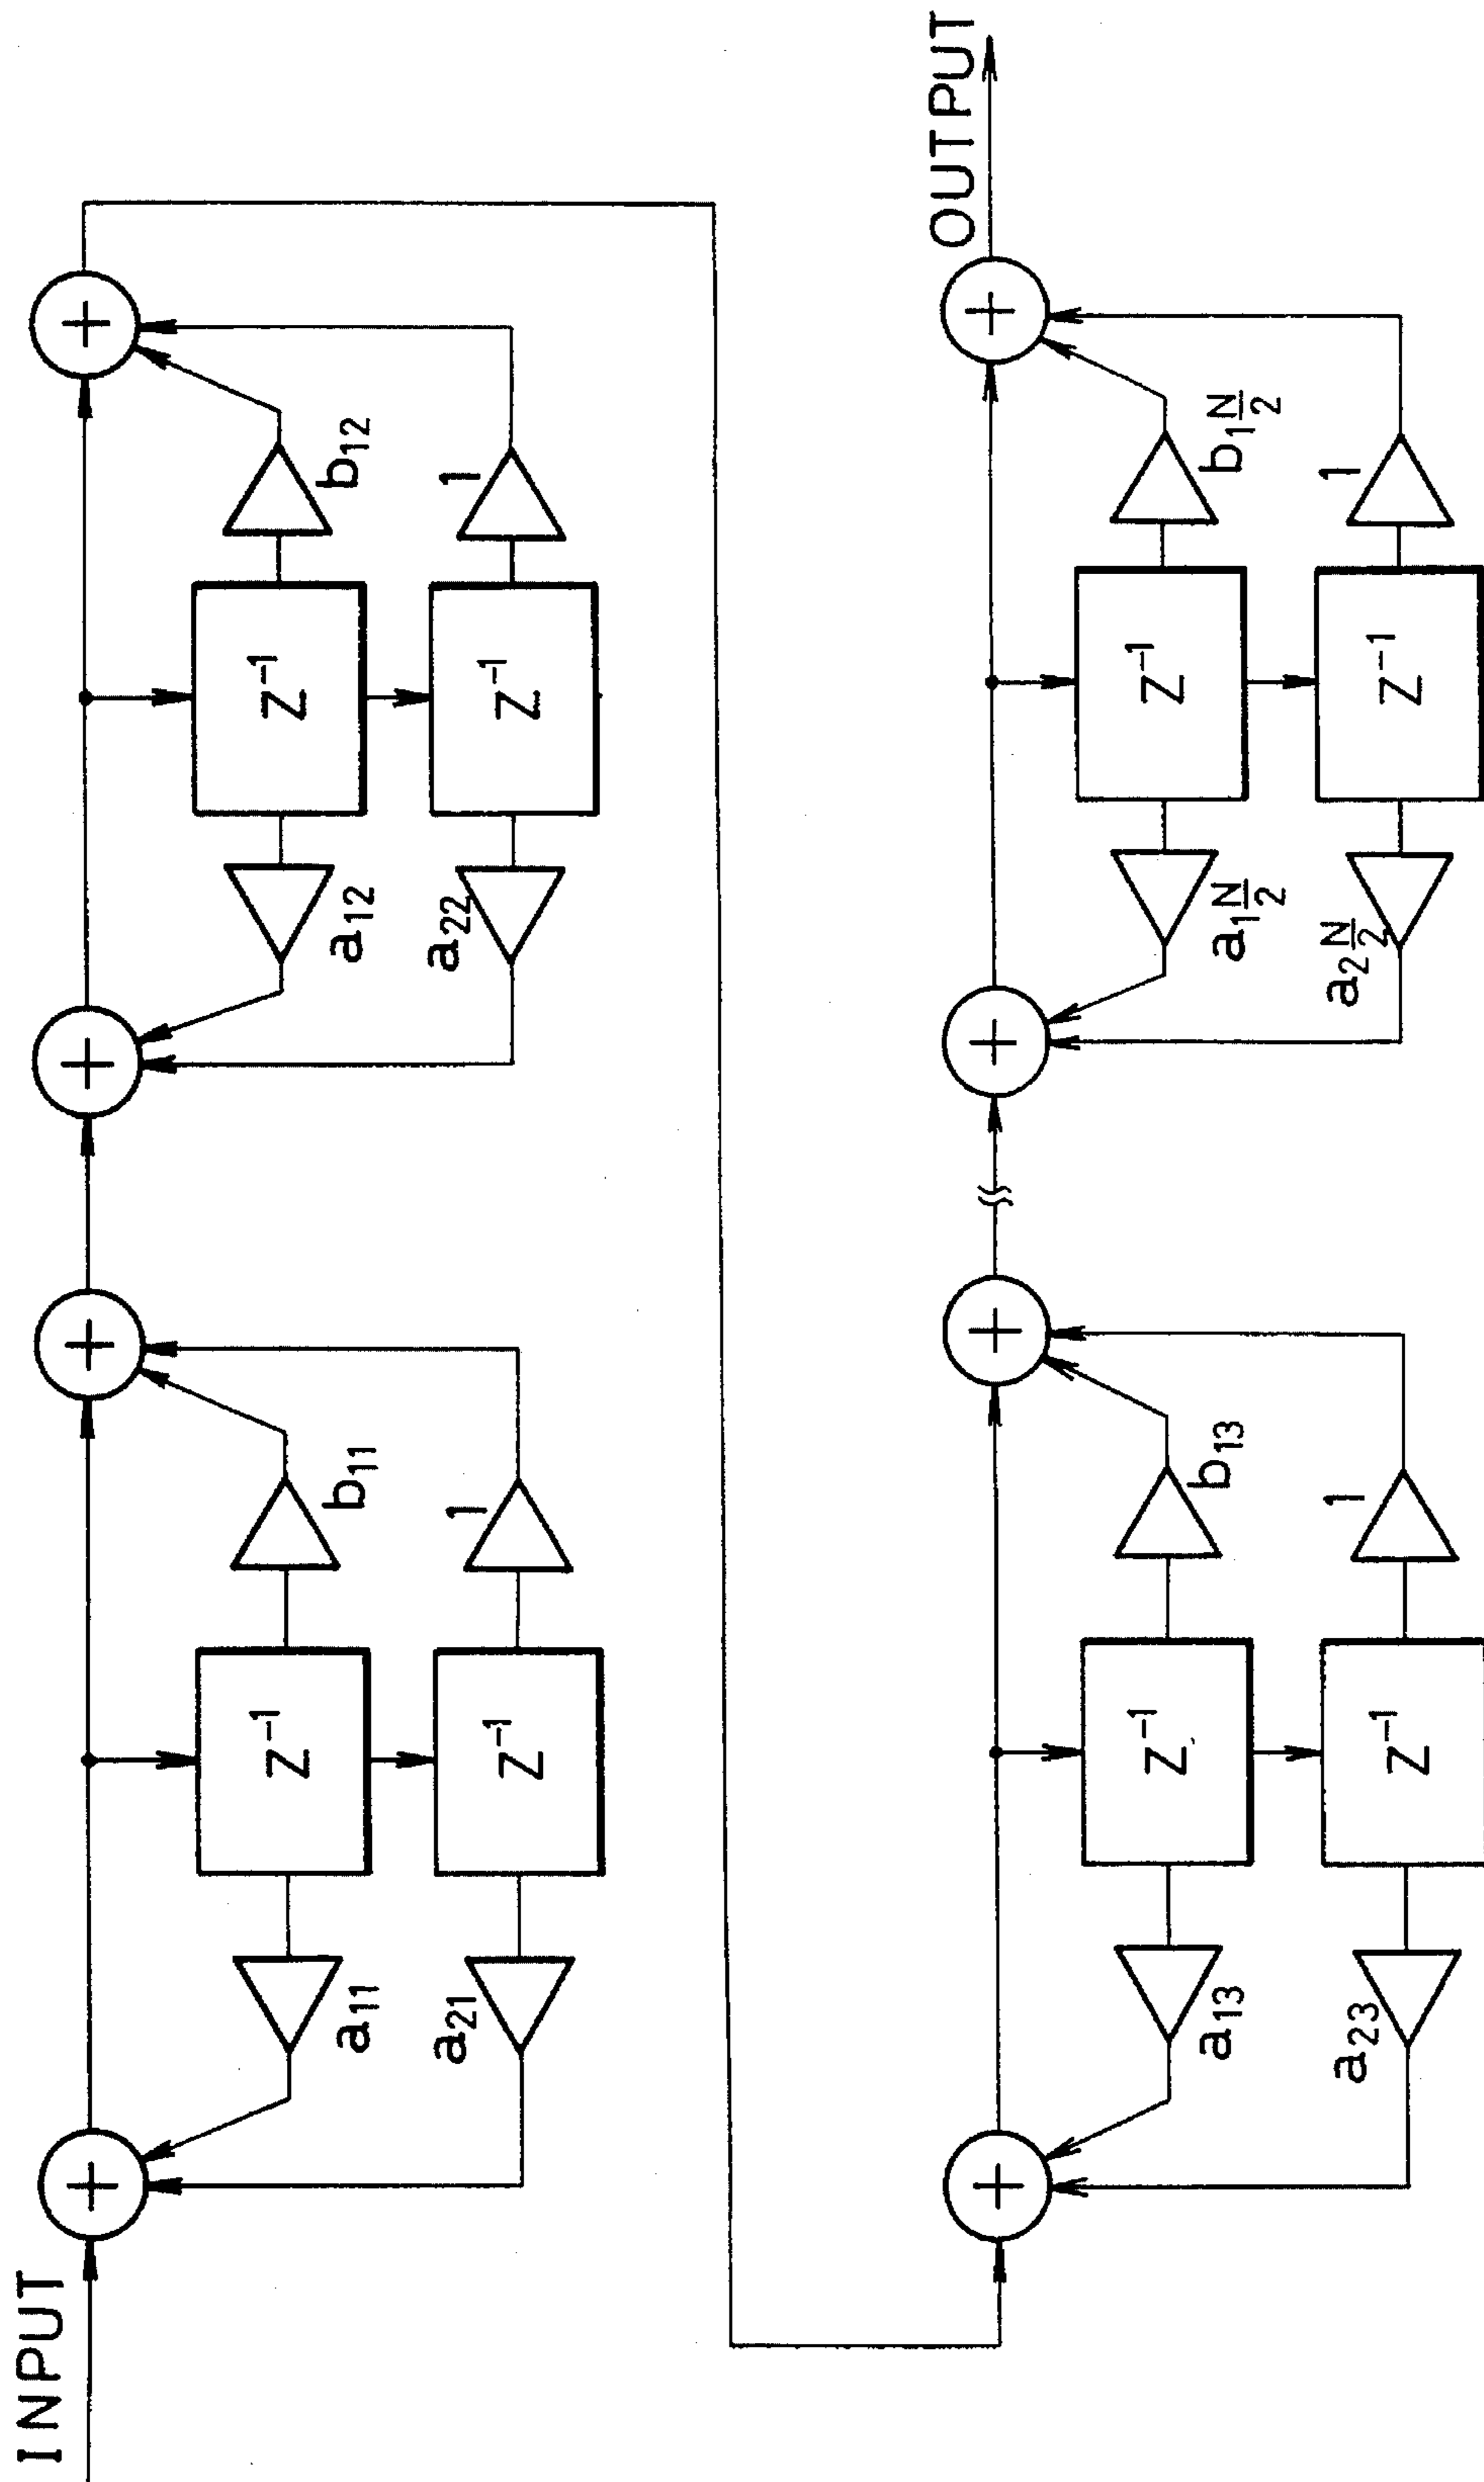 INPUT
+
+
+
+
Z⁻¹
Z⁻¹
a₁₁
b₁₁
a₁₂
b₁₂
Z⁻¹
Z⁻¹
a₂₁
1
a₂₂
1
OUTPUT
+
+
+
+
Z⁻¹
Z⁻¹
a₁₃
b₁₃
a₁N/2
b₁N/2
Z⁻¹
Z⁻¹
a₂₃
1
a₂N/2
1